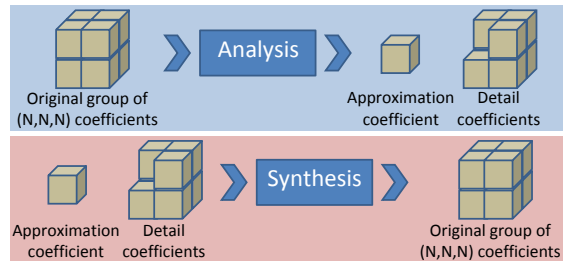 Analysis
Original group of
(N,N,N) coefficients
Approximation
coefficient
Detail
coefficients
Synthesis
Approximation
coefficient
Detail
coefficients
Original group of
(N,N,N) coefficients